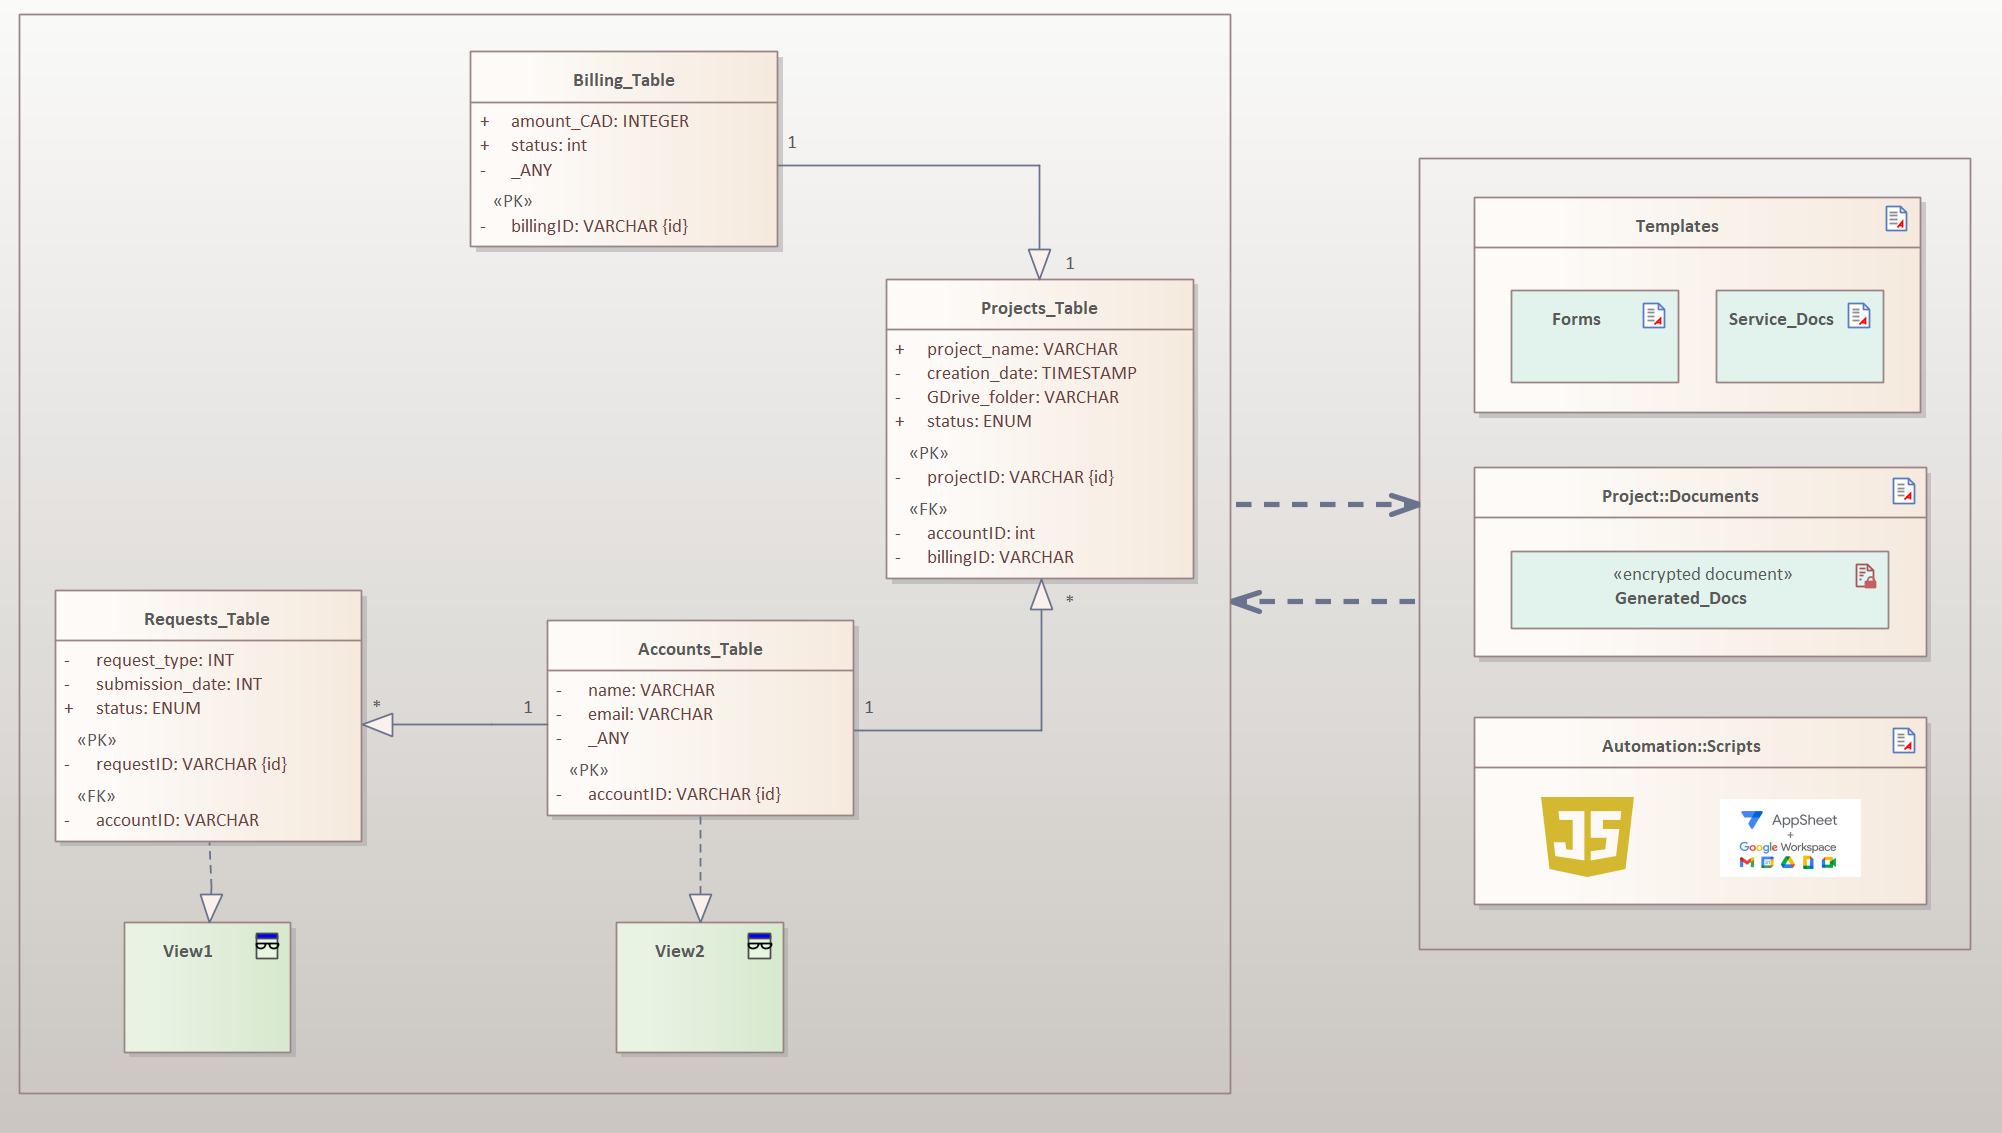 Billing_Table
+ amount_CAD: INTEGER
+ status: int
- _ANY
«PK»
- billingID: VARCHAR {id}
1
1
Projects_Table
+ project_name: VARCHAR
- creation_date: TIMESTAMP
- GDrive_folder: VARCHAR
+ status: ENUM
«PK»
- projectID: VARCHAR {id}
«FK»
- accountID: int
- billingID: VARCHAR
*
Requests_Table
- request_type: INT
- submission_date: INT
+ status: ENUM
«PK»
- requestID: VARCHAR {id}
«FK»
- accountID: VARCHAR
*
1
Accounts_Table
- name: VARCHAR
- email: VARCHAR
- _ANY
«PK»
- accountID: VARCHAR {id}
1
View1
View2
Templates
Forms
Service_Docs
Project::Documents
«encrypted document»
Generated_Docs
Automation::Scripts
JS
AppSheet
+
Google Workspace